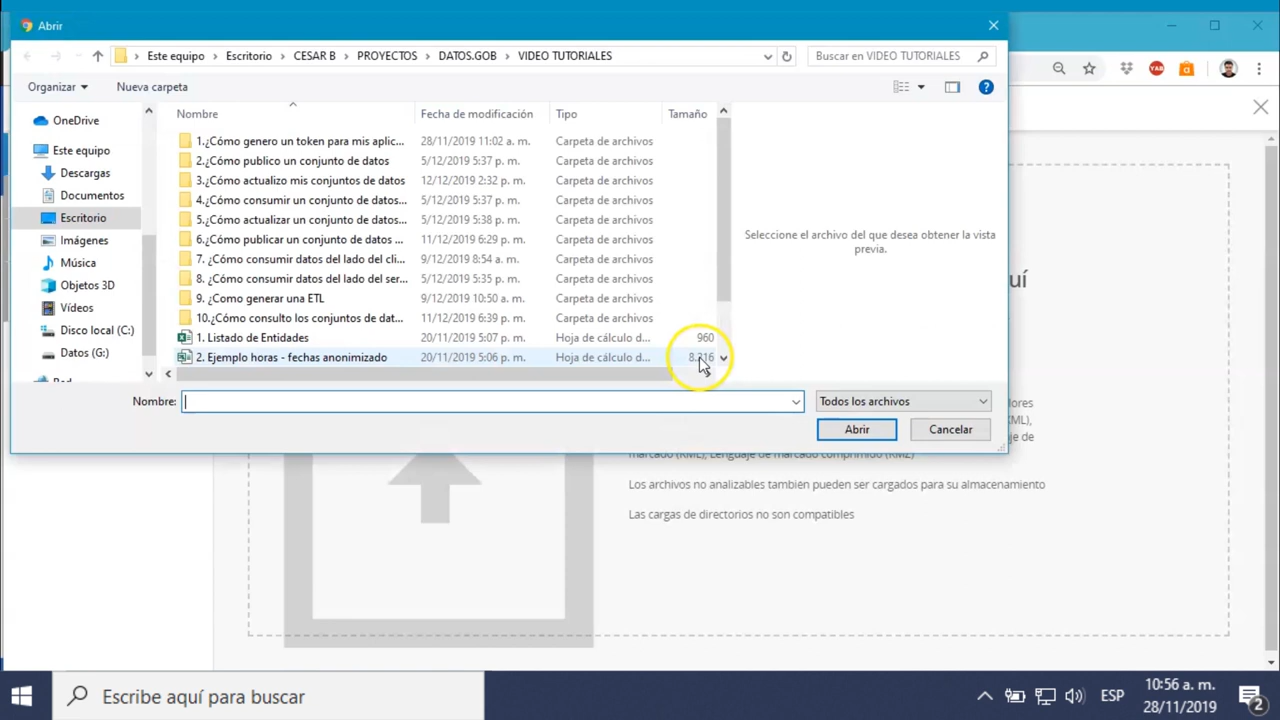 Abrir
Este equipo › Escritorio › CESAR B › PROYECTOS › DATOS.GOB › VIDEO TUTORIALES
Buscar en VIDEO TUTORIALES
Organizar
Nueva carpeta
OneDrive
Este equipo
Descargas
Documentos
Escritorio
Imágenes
Música
Objetos 3D
Vídeos
Disco local (C:)
Datos (G:)
Nombre Fecha de modificación Tipo Tamaño
1.¿Cómo genero un token para mis aplic... 28/11/2019 11:02 a. m. Carpeta de archivos
2.¿Cómo publico un conjunto de datos 5/12/2019 5:37 p. m. Carpeta de archivos
3.¿Cómo actualizo mis conjuntos de datos 12/12/2019 2:32 p. m. Carpeta de archivos
4.¿Cómo consumir un conjunto de datos... 5/12/2019 5:37 p. m. Carpeta de archivos
5.¿Cómo actualizar un conjunto de datos... 5/12/2019 5:38 p. m. Carpeta de archivos
6.¿Cómo publicar un conjunto de datos ... 11/12/2019 6:29 p. m. Carpeta de archivos
7. ¿Cómo consumir datos del lado del cli... 9/12/2019 8:54 a. m. Carpeta de archivos
8. ¿Cómo consumir datos del lado del ser... 5/12/2019 5:35 p. m. Carpeta de archivos
9. ¿Como generar una ETL 9/12/2019 10:50 a. m. Carpeta de archivos
10.¿Cómo consulto los conjuntos de dat... 11/12/2019 6:39 p. m. Carpeta de archivos
1. Listado de Entidades 20/11/2019 5:07 p. m. Hoja de cálculo d... 960
2. Ejemplo horas - fechas anonimizado 20/11/2019 5:06 p. m. Hoja de cálculo d...
Seleccione el archivo del que desea obtener la vista
previa.
Nombre:
Todos los archivos
Abrir
Cancelar
marcado (KML), Lenguaje de marcado comprimido (KMZ)
Los archivos no analizables tambien pueden ser cargados para su almacenamiento
Las cargas de directorios no son compatibles
Escribe aquí para buscar
ESP
10:56 a. m.
28/11/2019
2